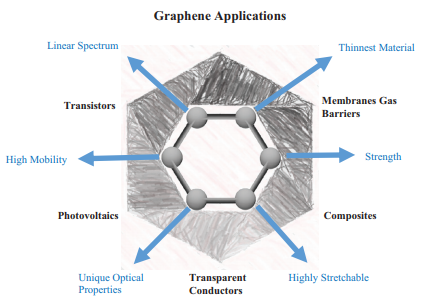 Graphene Applications
Linear Spectrum
Thinnest Material
Transistors
Membranes Gas
Barriers
High Mobility
Strength
Photovoltaics
Composites
Unique Optical
Properties
Transparent
Conductors
Highly Stretchable